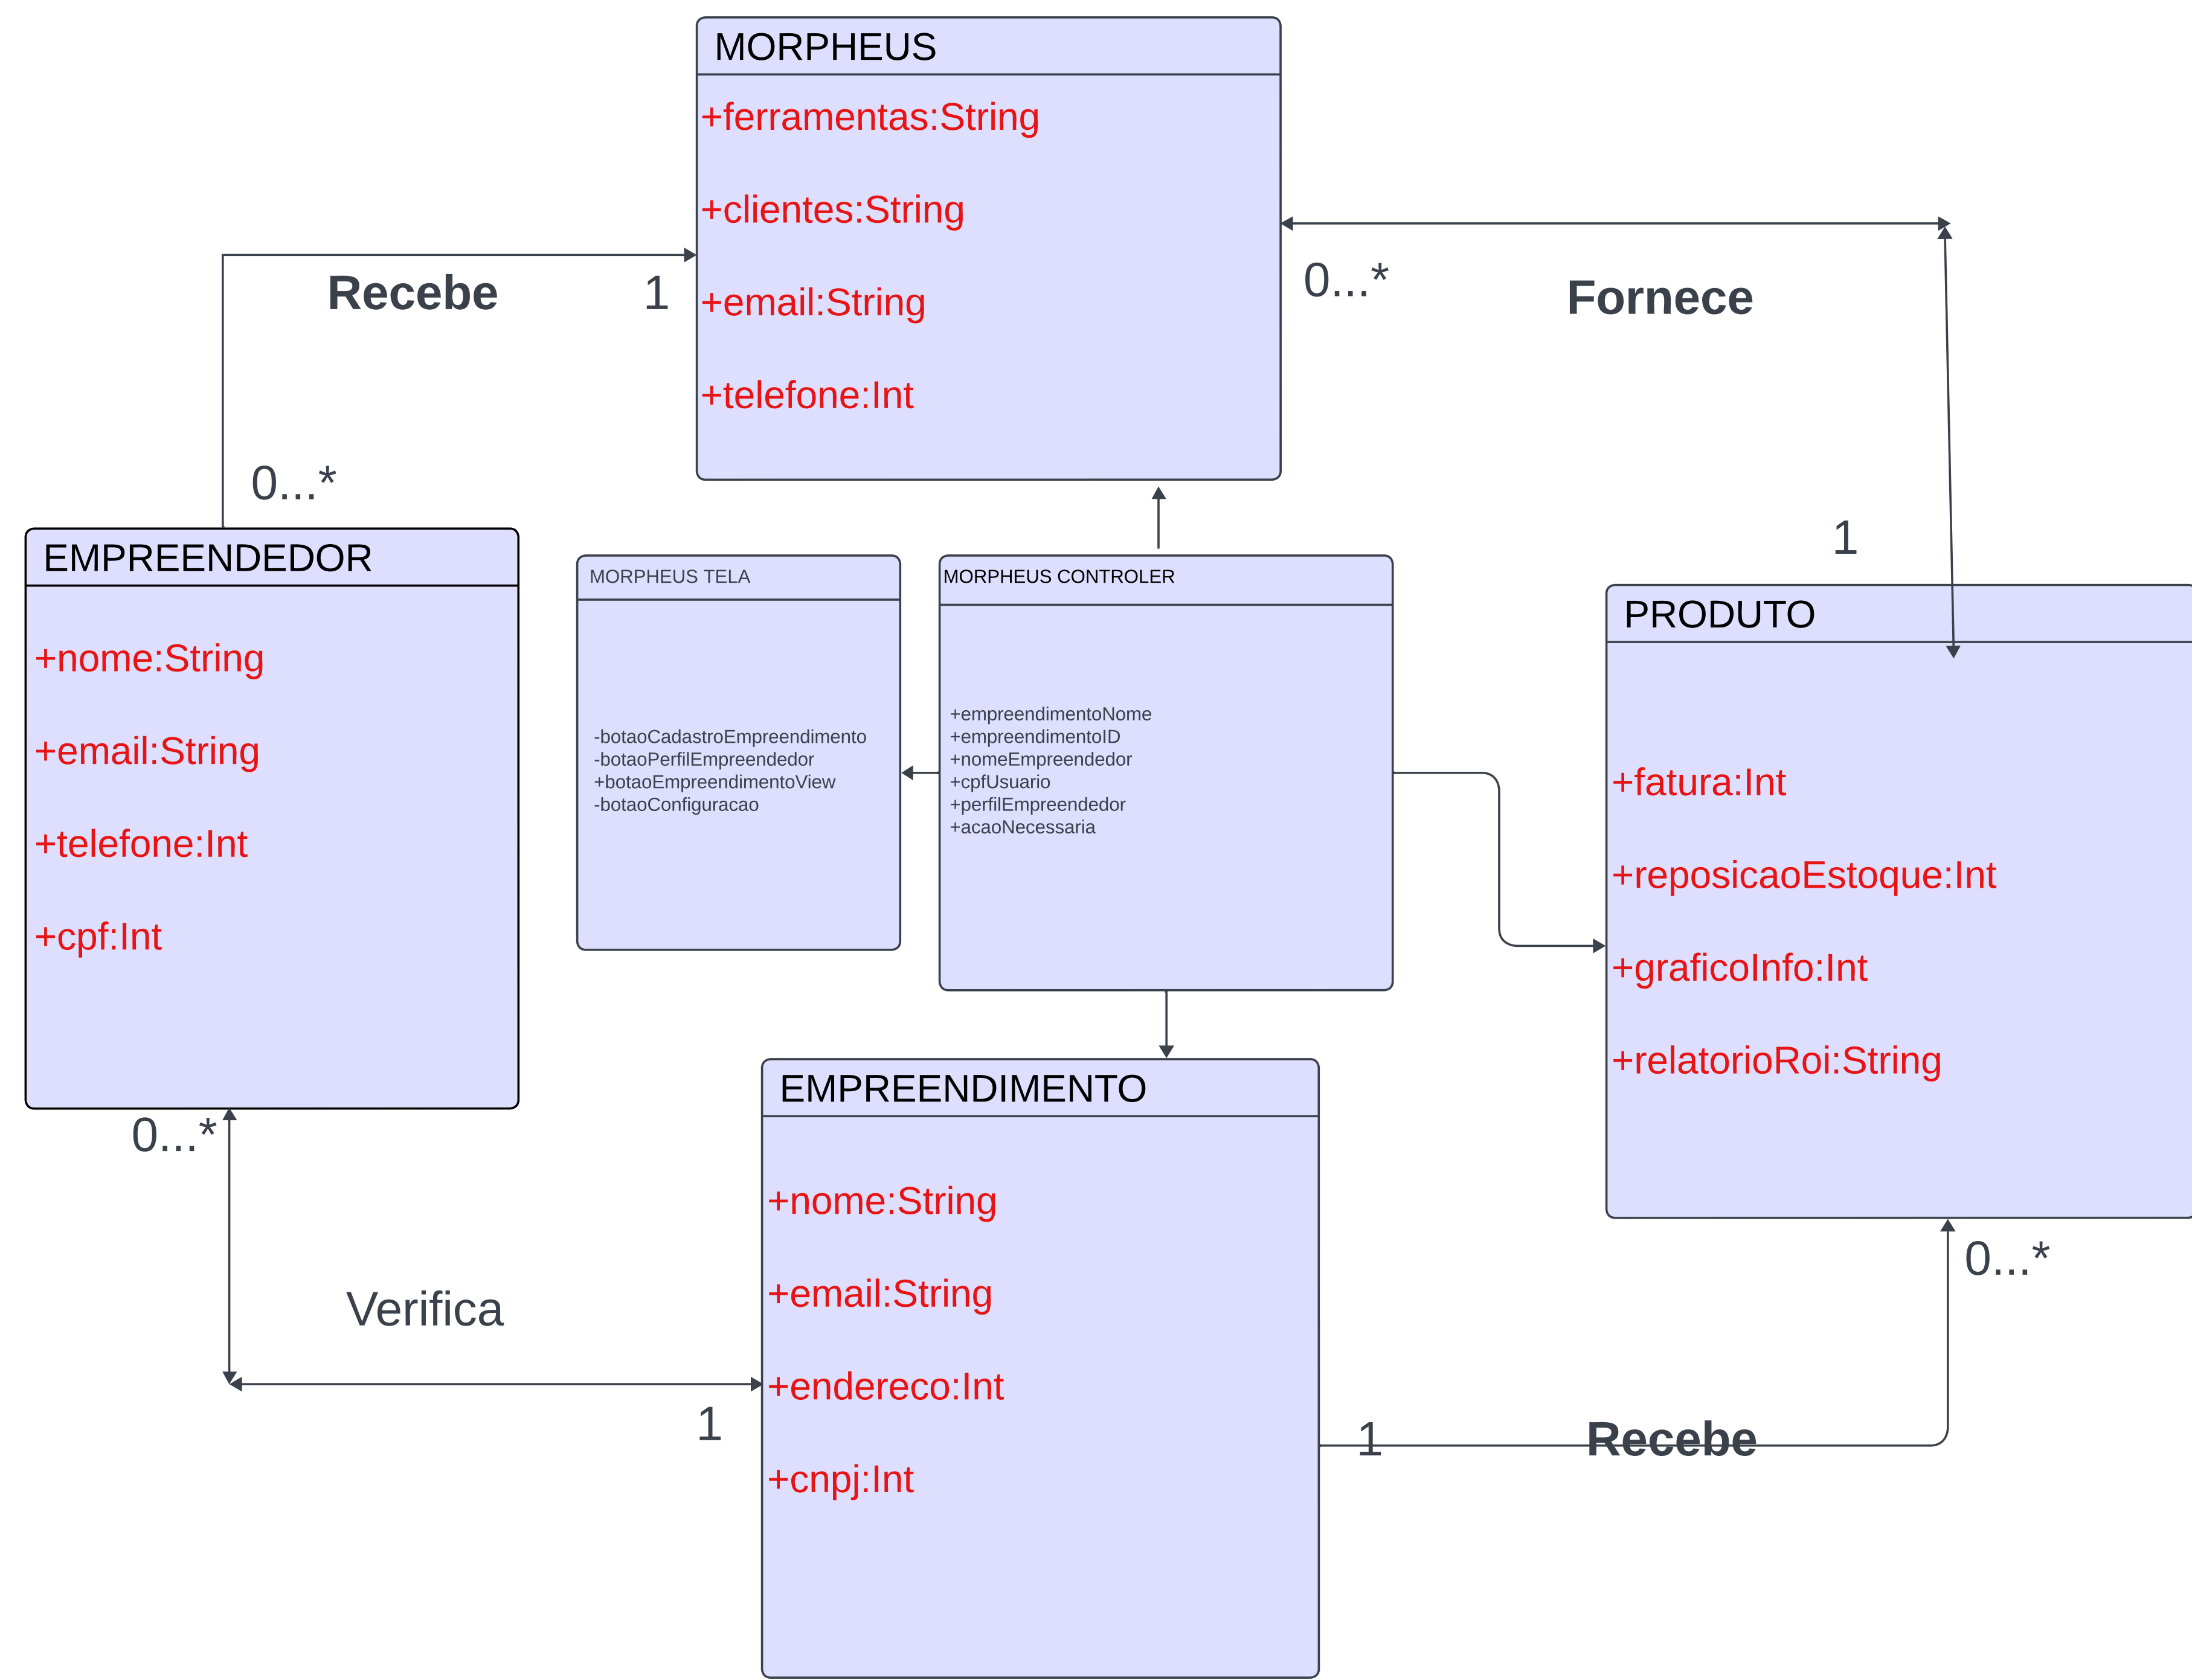 MORPHEUS
+ferramentas:String
+clientes:String
+email:String
+telefone:Int
Recebe
1
0...*
0...*
Fornece
1
EMPREENDEDOR
+nome:String
+email:String
+telefone:Int
+cpf:Int
MORPHEUS TELA
-botaoCadastroEmpreendimento
-botaoPerfilEmpreendedor
+botaoEmpreendimentoView
-botaoConfiguracao
MORPHEUS CONTROLER
+empreendimentoNome
+empreendimentoID
+nomeEmpreendedor
+cpfUsuario
+perfilEmpreendedor
+acaoNecessaria
PRODUTO
+fatura:Int
+reposicaoEstoque:Int
+graficoInfo:Int
+relatorioRoi:String
0...*
Verifica
1
EMPREENDIMENTO
+nome:String
+email:String
+endereco:Int
+cnpj:Int
0...*
1
Recebe